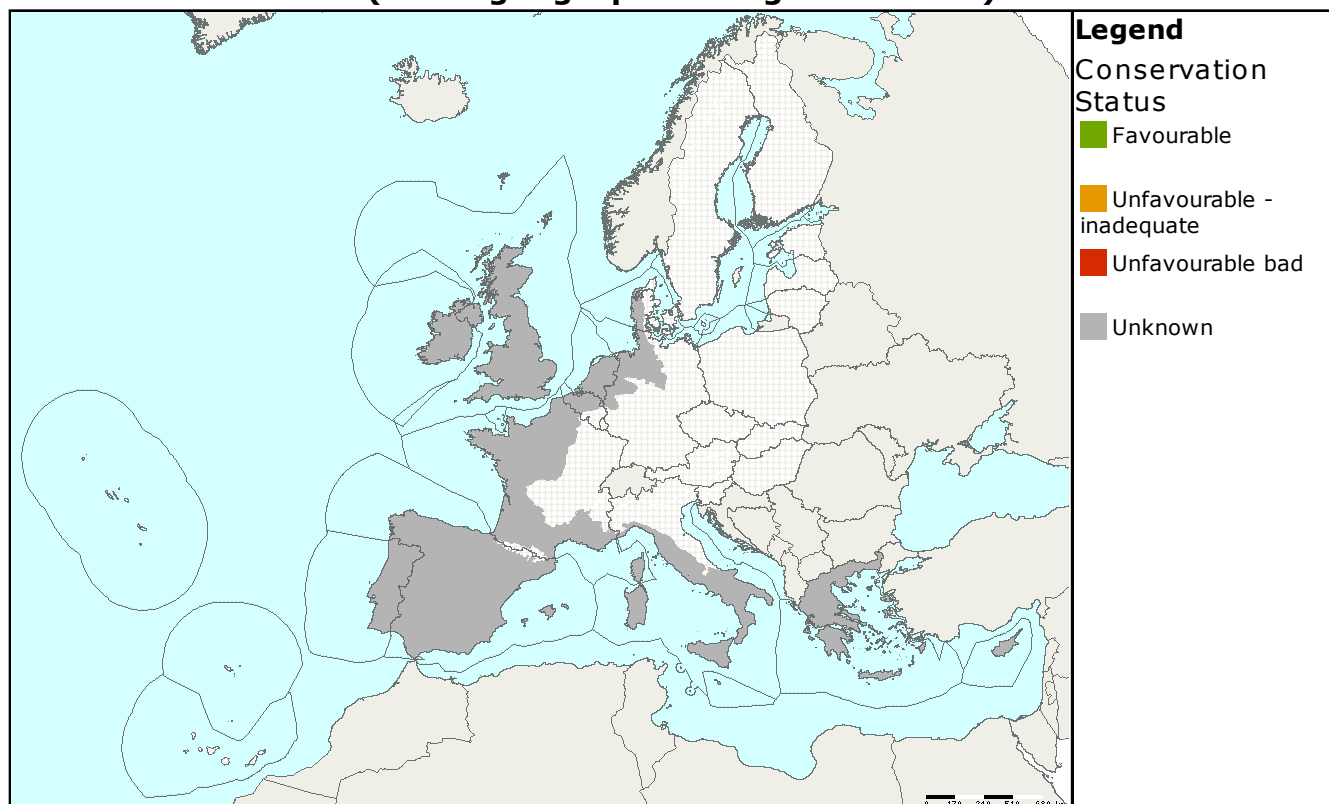 Legend
Conservation
Status
Favourable
Unfavourable -
inadequate
Unfavourable bad
Unknown